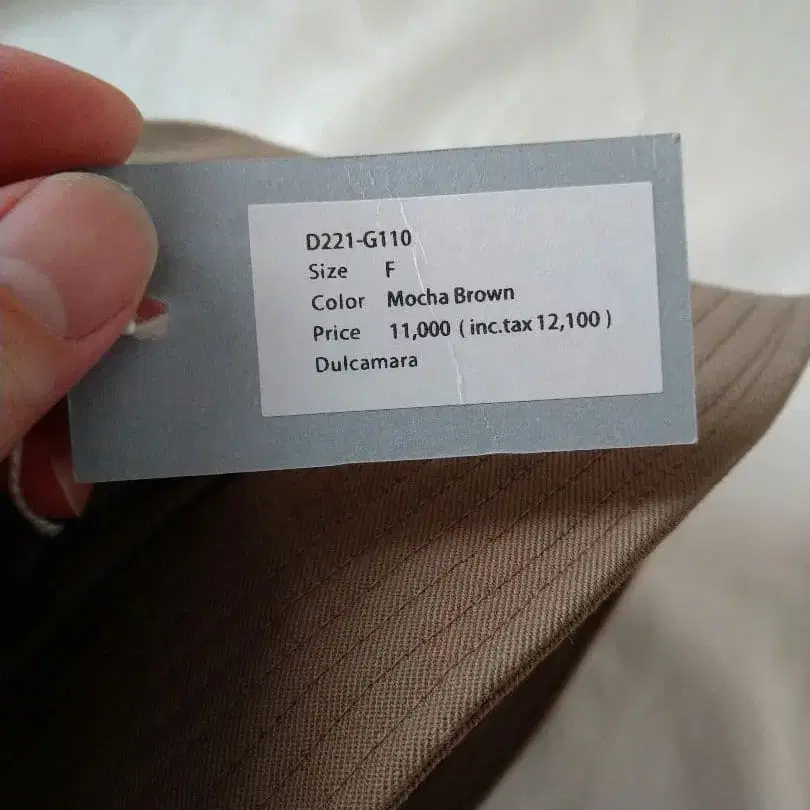 D221-G110
Size F
Color Mocha Brown
Price 11,000 ( inc.tax 12,100 )
Dulcamara